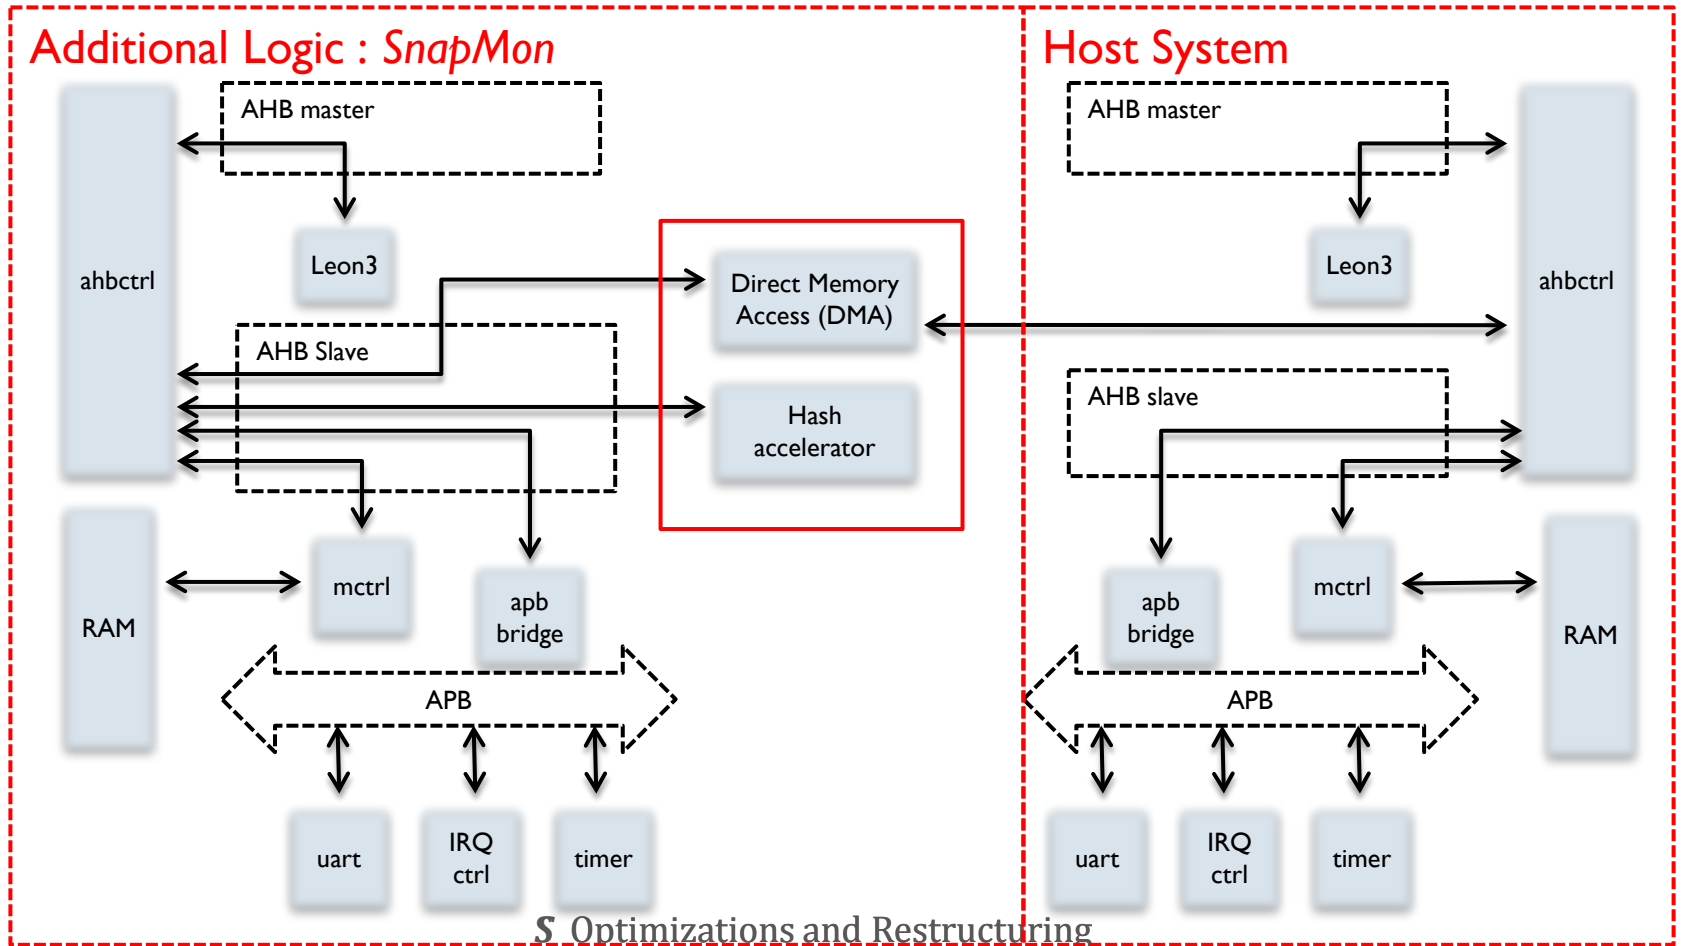 Additional Logic : SnapMon
Host System
AHB master
AHB master
ahbctrl
Leon3
Direct Memory
Access (DMA)
Leon3
ahbctrl
AHB Slave
AHB slave
Hash
accelerator
RAM
mctrl
apb
bridge
apb
bridge
mctrl
RAM
APB
APB
uart
IRQ
ctrl
timer
uart
IRQ
ctrl
timer
S Optimizations and Restructuring